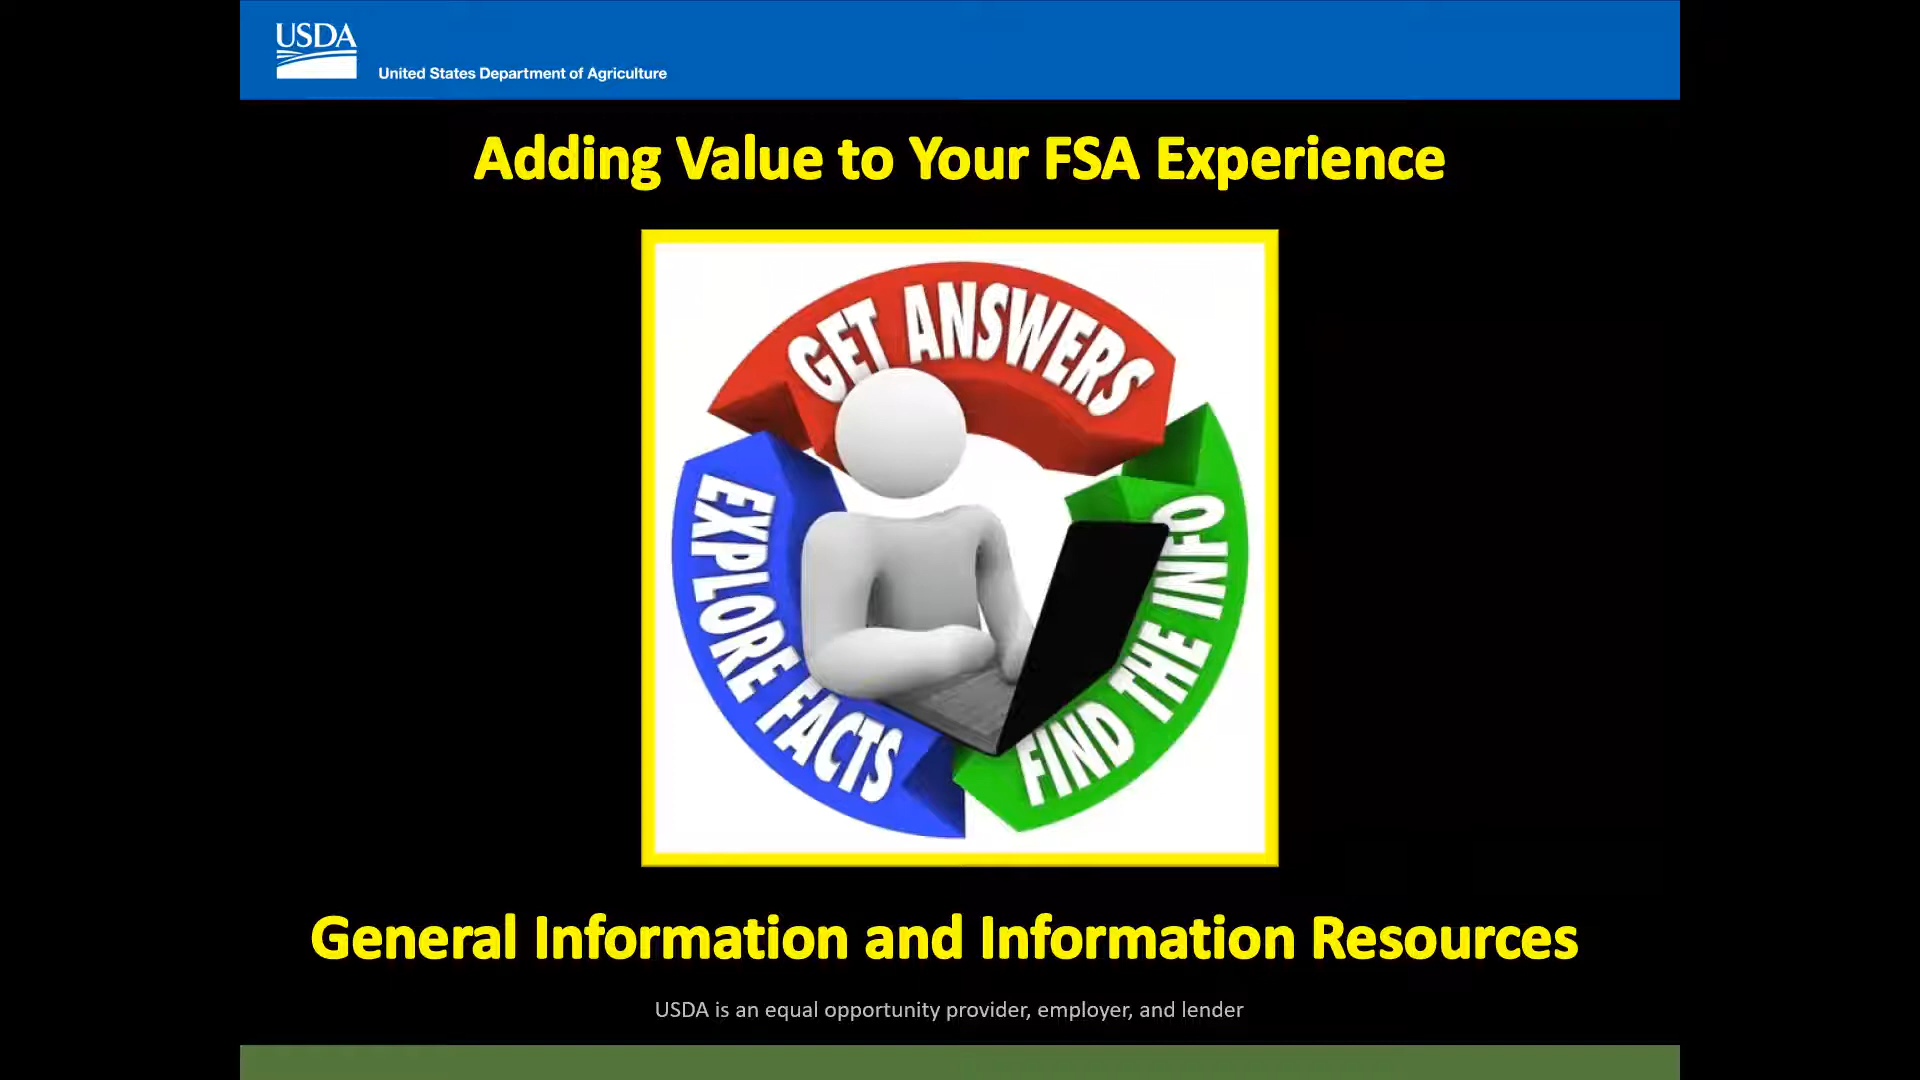 USDA
United States Department of Agriculture
Adding Value to Your FSA Experience
GET ANSWERS
EXPLORE FACTS
FIND THE INFO
General Information and Information Resources
USDA is an equal opportunity provider, employer, and lender